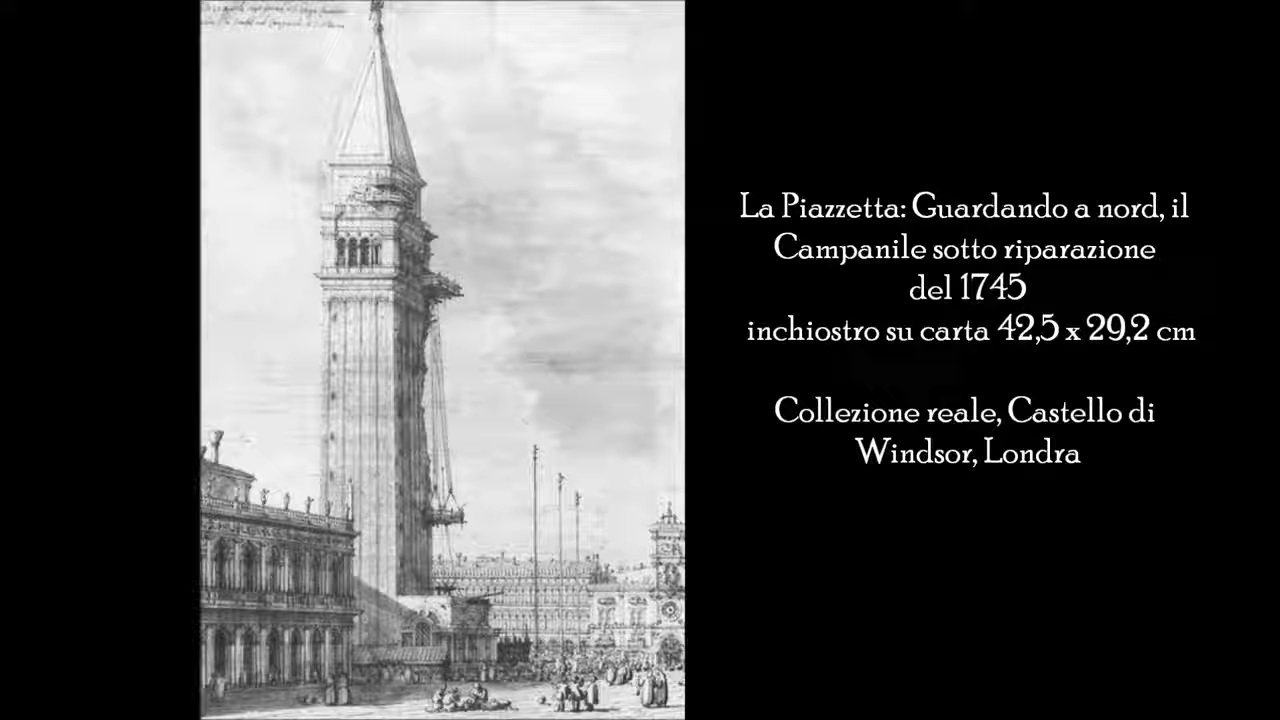 La Piazzetta: Guardando a nord, il
Campanile sotto riparazione
del 1745
inchiostro su carta 42,5 x 29,2 cm
Collezione reale, Castello di
Windsor, Londra